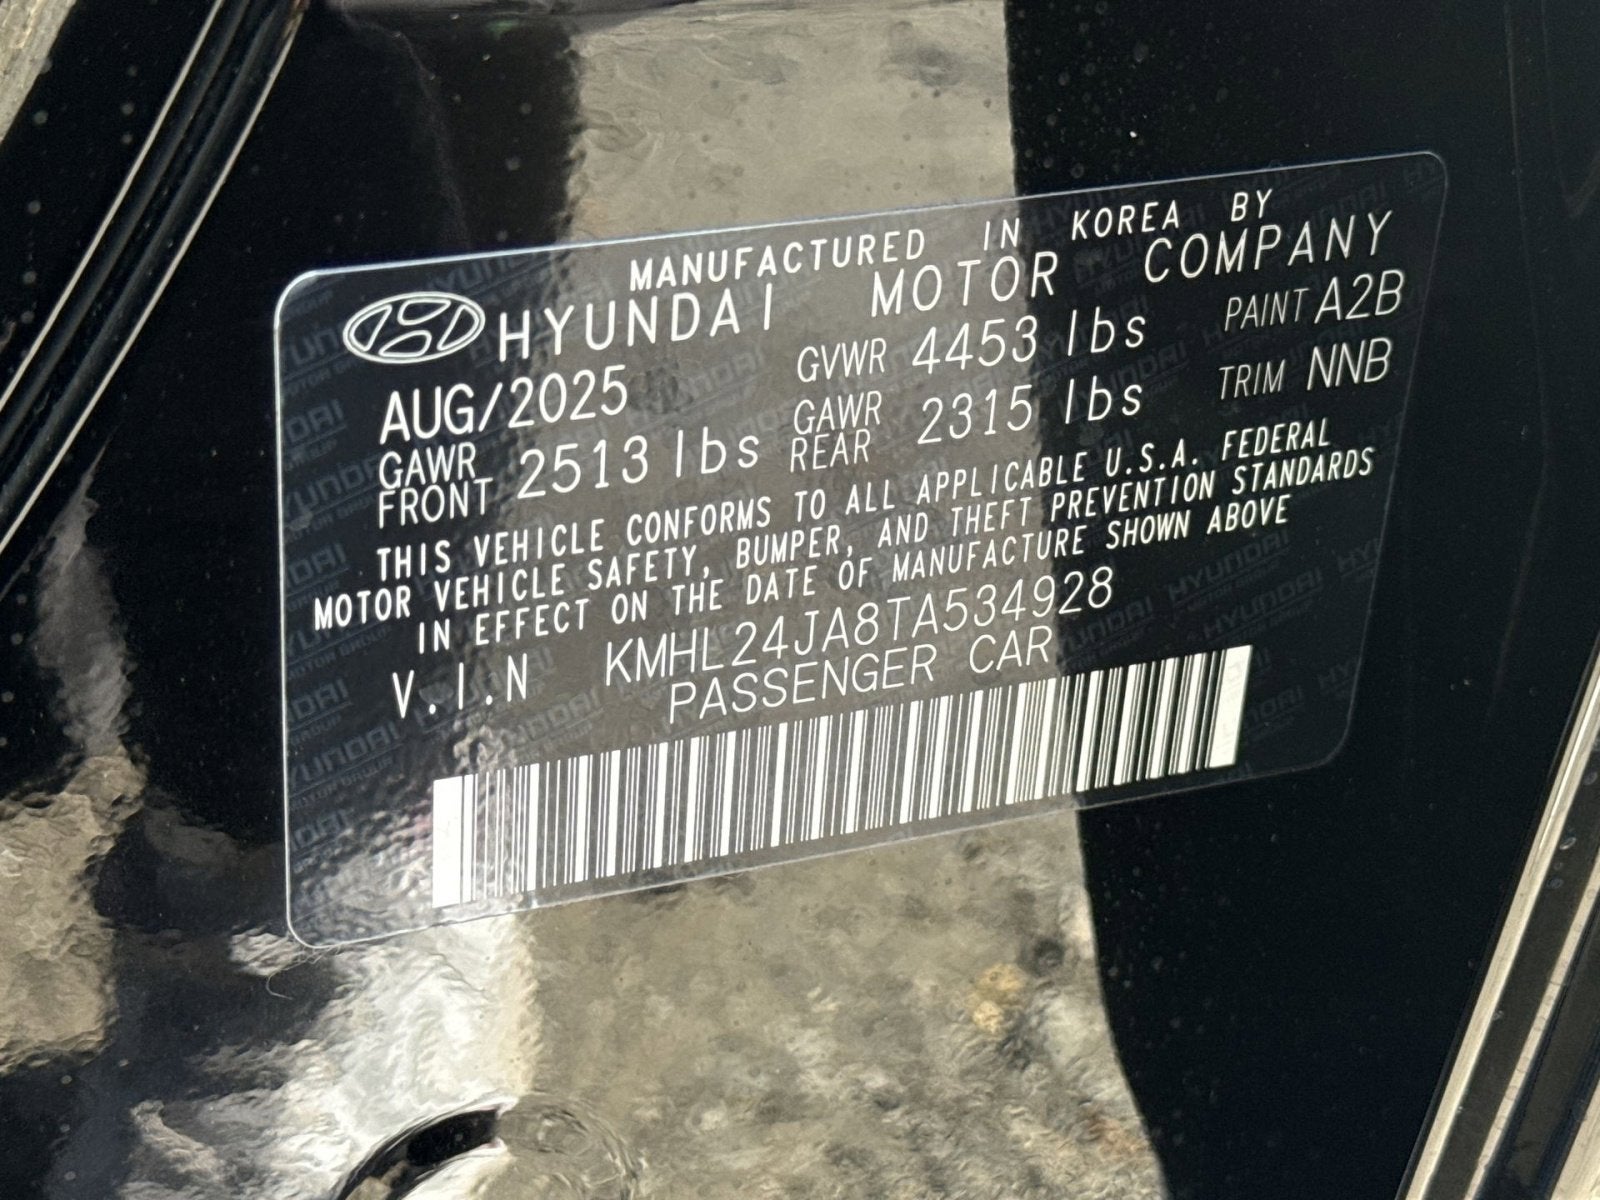 MANUFACTURED IN KOREA BY
HYUNDAI MOTOR COMPANY
AUG/2025 GVWR 4453 lbs PAINT A2B
GAWR FRONT 2513 lbs GAWR REAR 2315 lbs TRIM NNB
THIS VEHICLE CONFORMS TO ALL APPLICABLE U.S.A. FEDERAL
MOTOR VEHICLE SAFETY, BUMPER, AND THEFT PREVENTION STANDARDS
IN EFFECT ON THE DATE OF MANUFACTURE SHOWN ABOVE
V.I.N KMHL24JA8TA534928
PASSENGER CAR